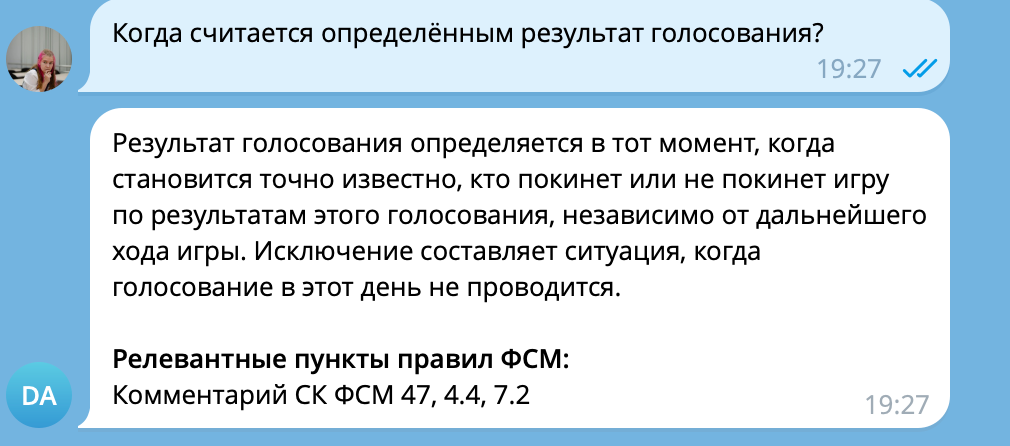 Когда считается определённым результат голосования?
19:27
Результат голосования определяется в тот момент, когда
становится точно известно, кто покинет или не покинет игру
по результатам этого голосования, независимо от дальнейшего
хода игры. Исключение составляет ситуация, когда
голосование в этот день не проводится.
Релевантные пункты правил ФСМ:
Комментарий СК ФСМ 47, 4.4, 7.2
DA
19:27